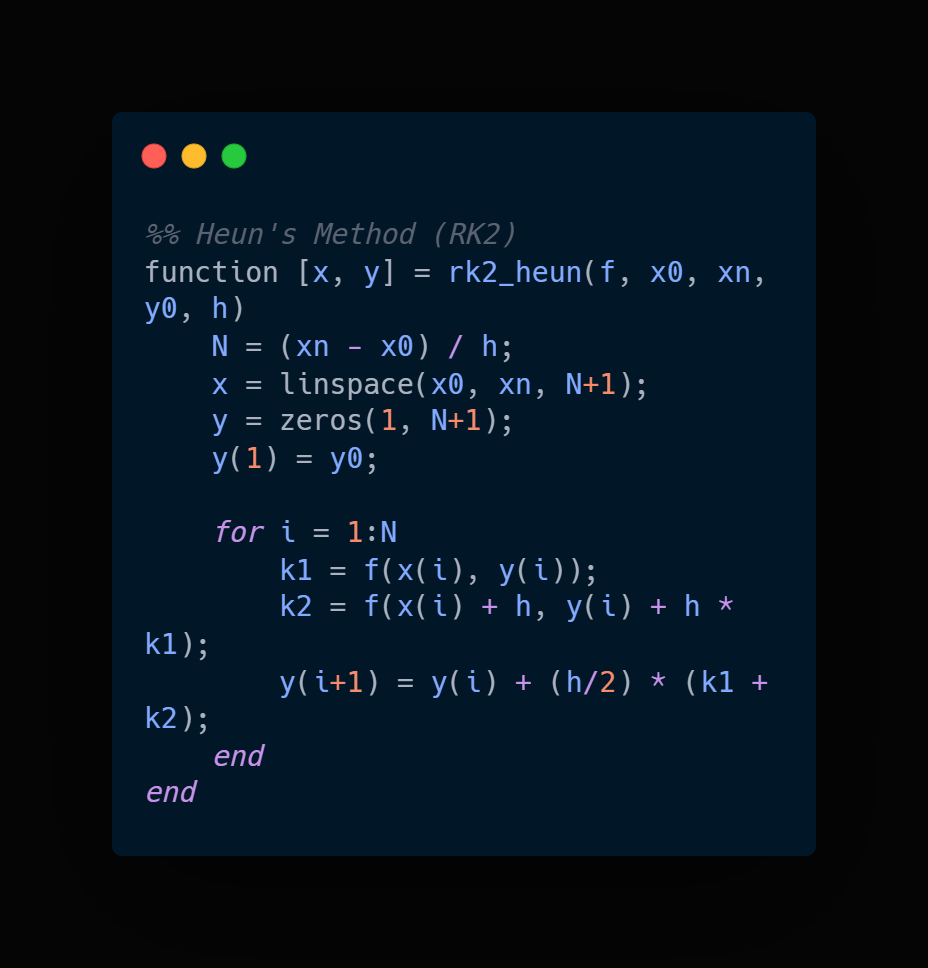 %% Heun's Method (RK2)
function [x, y] = rk2_heun(f, x0, xn,
y0, h)
    N = (xn - x0) / h;
    x = linspace(x0, xn, N+1);
    y = zeros(1, N+1);
    y(1) = y0;

    for i = 1:N
        k1 = f(x(i), y(i));
        k2 = f(x(i) + h, y(i) + h *
k1);
        y(i+1) = y(i) + (h/2) * (k1 +
k2);
    end
end